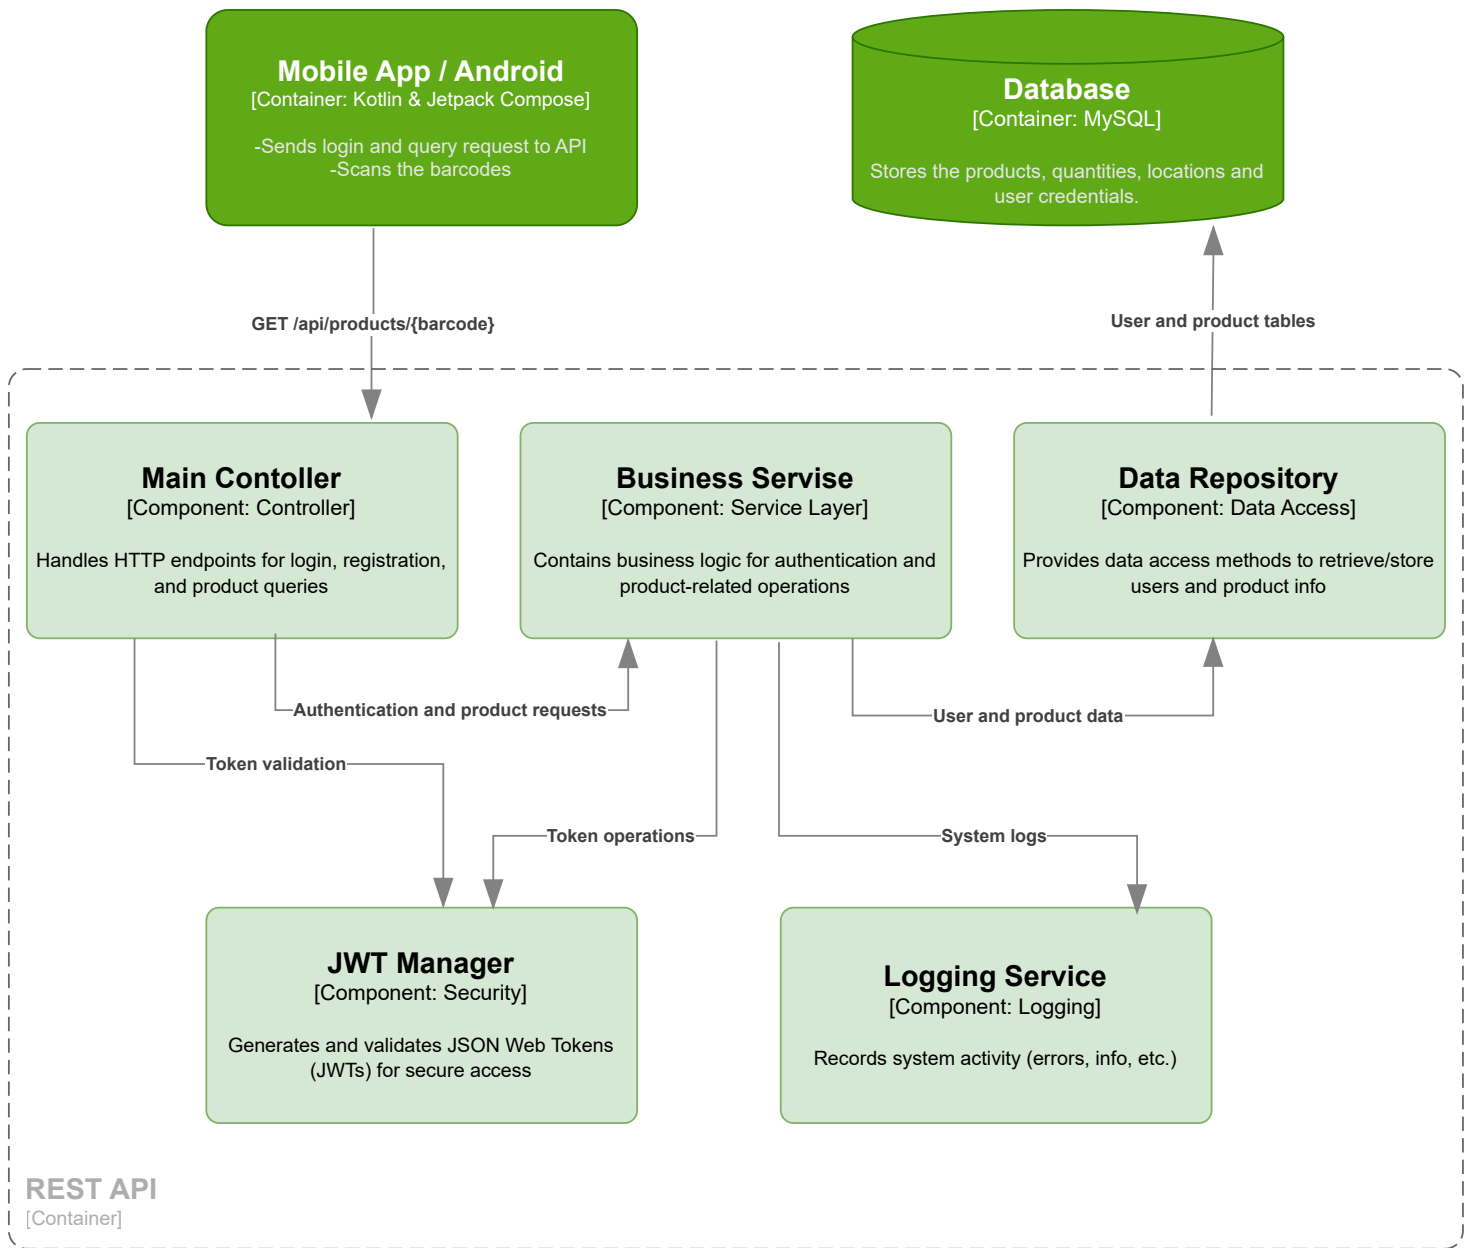 Mobile App / Android
[Container: Kotlin & Jetpack Compose]
-Sends login and query request to API
-Scans the barcodes
Database
[Container: MySQL]
Stores the products, quantities, locations and
user credentials.
GET /api/products/{barcode}
User and product tables
Main Contoller
[Component: Controller]
Handles HTTP endpoints for login, registration,
and product queries
Business Servise
[Component: Service Layer]
Contains business logic for authentication and
product-related operations
Data Repository
[Component: Data Access]
Provides data access methods to retrieve/store
users and product info
Authentication and product requests
User and product data
Token validation
Token operations
System logs
JWT Manager
[Component: Security]
Generates and validates JSON Web Tokens
(JWTs) for secure access
Logging Service
[Component: Logging]
Records system activity (errors, info, etc.)
REST API
[Container]